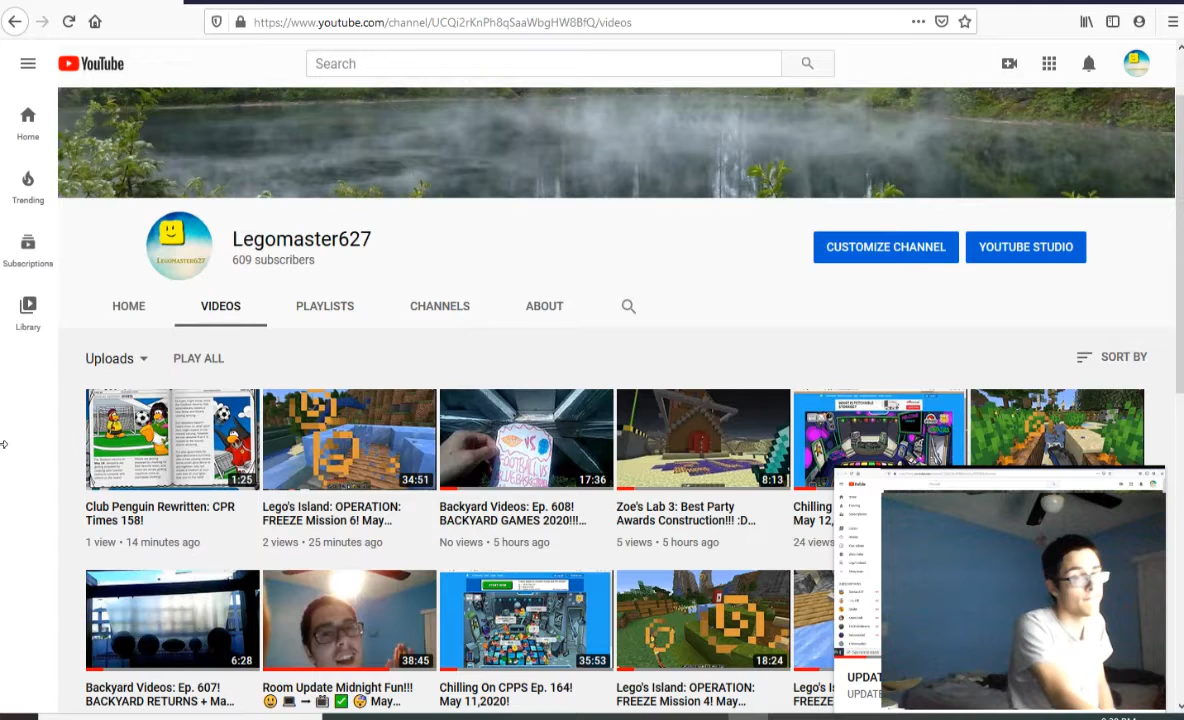 https://www.youtube.com/channel/UCQi2rKnPh8qSaaWbgHW8BfQ/videos
YouTube
Search
Home
Trending
Subscriptions
Library
LEGOMASTER627
Legomaster627
609 subscribers
CUSTOMIZE CHANNEL
YOUTUBE STUDIO
HOME
VIDEOS
PLAYLISTS
CHANNELS
ABOUT
Uploads
PLAY ALL
SORT BY
1:25
34:51
VS
FOOTBALL VS
17:36
8:13
Club Penguin Rewritten: CPR
Times 158!
1 view • 14 minutes ago
Lego's Island: OPERATION:
FREEZE Mission 6! May...
2 views • 25 minutes ago
Backyard Videos: Ep. 608!
BACKYARD GAMES 2020!!!...
No views • 5 hours ago
Zoe's Lab 3: Best Party
Awards Construction!!! :D...
5 views • 5 hours ago
Chilling
May 12,
24 views
6:28
38:45
35:53
18:24
Backyard Videos: Ep. 607!
BACKYARD RETURNS + Ma...
Room Update Midnight Fun!!!
May...
Chilling On CPPS Ep. 164!
May 11,2020!
Lego's Island: OPERATION:
FREEZE Mission 4! May...
Lego's
FREEZE
UPDAT
UPDATE